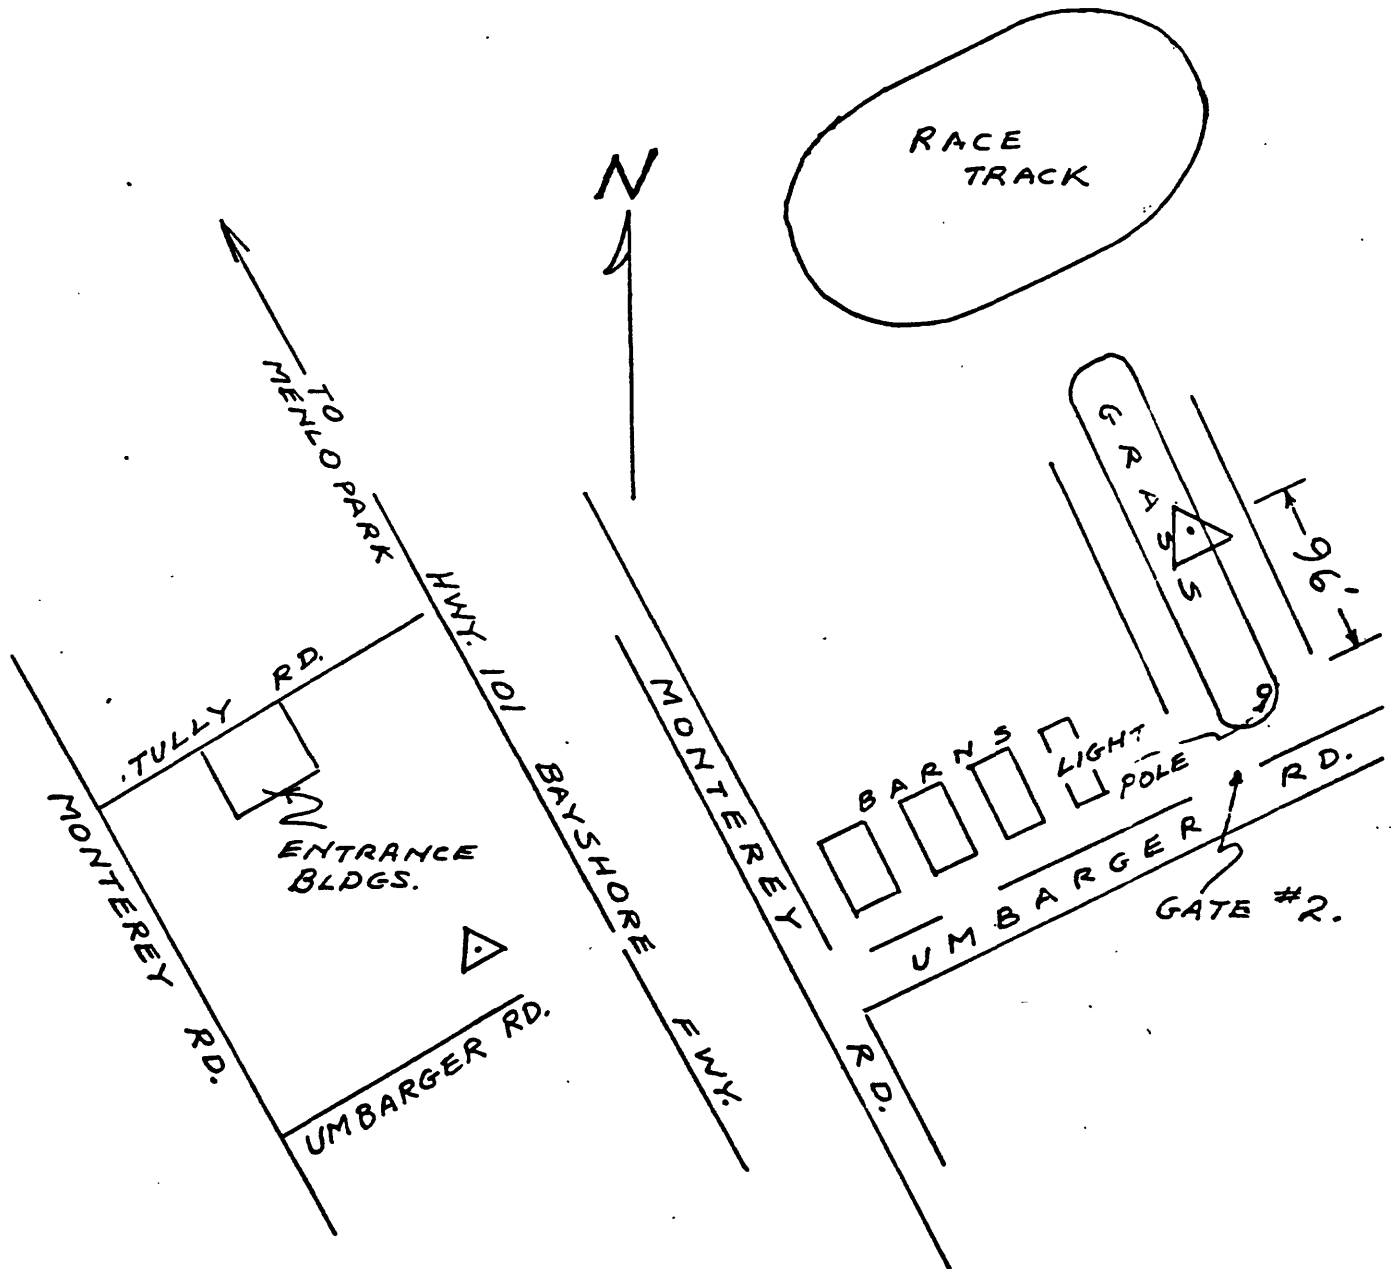 RACE
TRACK
N
TO
MENLO PARK
HWY. 101 BAYSHORE FWY.
TULLY RD.
MONTEREY RD.
ENTRANCE
BLDGS.
UMBARGER RD.
MONTEREY RD.
GRASS
96'
BARNS
LIGHT
POLE
UMBARGER RD.
GATE #2.